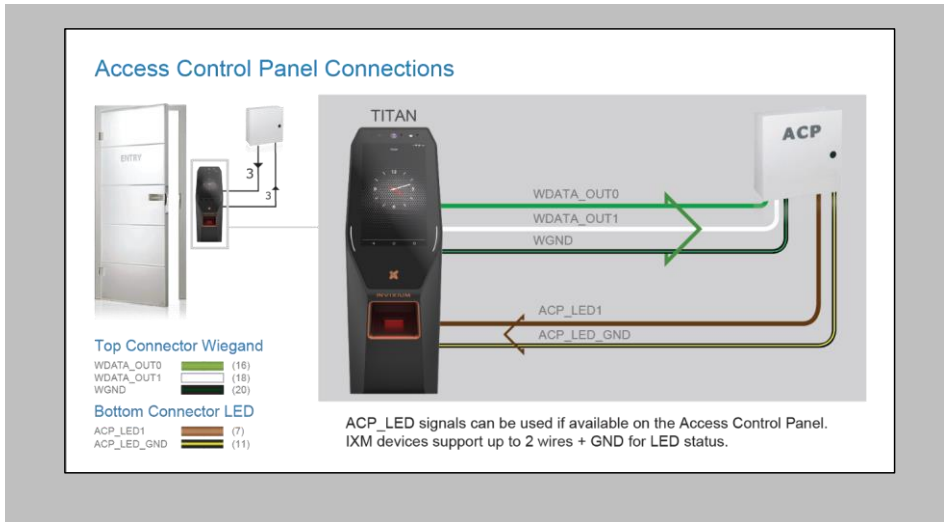 Access Control Panel Connections
ENTRY
3
3
TITAN
ACP
WDATA_OUT0
WDATA_OUT1
WGND
INVIXIUM
ACP_LED1
ACP_LED_GND
Top Connector Wiegand
WDATA_OUT0 (16)
WDATA_OUT1 (18)
WGND (20)
Bottom Connector LED
ACP_LED1 (7)
ACP_LED_GND (11)
ACP_LED signals can be used if available on the Access Control Panel.
IXM devices support up to 2 wires + GND for LED status.